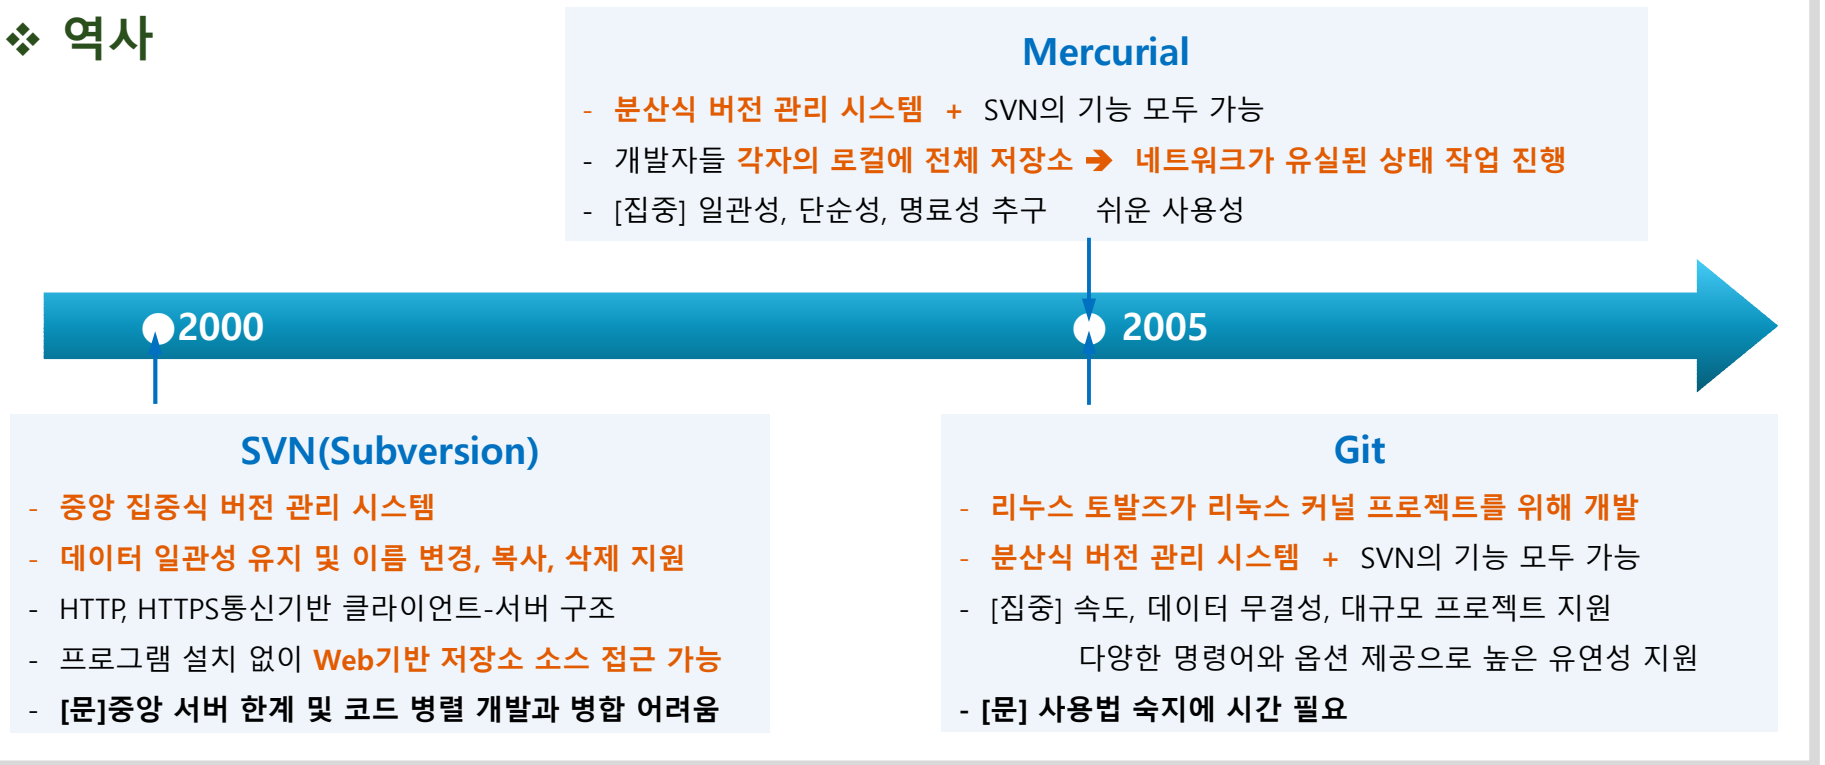 ❖ 역사
Mercurial
- 분산식 버전 관리 시스템 + SVN의 기능 모두 가능
- 개발자들 각자의 로컬에 전체 저장소 ➔ 네트워크가 유실된 상태 작업 진행
- [집중] 일관성, 단순성, 명료성 추구 쉬운 사용성
2000
2005
SVN(Subversion)
- 중앙 집중식 버전 관리 시스템
- 데이터 일관성 유지 및 이름 변경, 복사, 삭제 지원
- HTTP, HTTPS통신기반 클라이언트-서버 구조
- 프로그램 설치 없이 Web기반 저장소 소스 접근 가능
- [문]중앙 서버 한계 및 코드 병렬 개발과 병합 어려움
Git
- 리누스 토발즈가 리눅스 커널 프로젝트를 위해 개발
- 분산식 버전 관리 시스템 + SVN의 기능 모두 가능
- [집중] 속도, 데이터 무결성, 대규모 프로젝트 지원
다양한 명령어와 옵션 제공으로 높은 유연성 지원
- [문] 사용법 숙지에 시간 필요